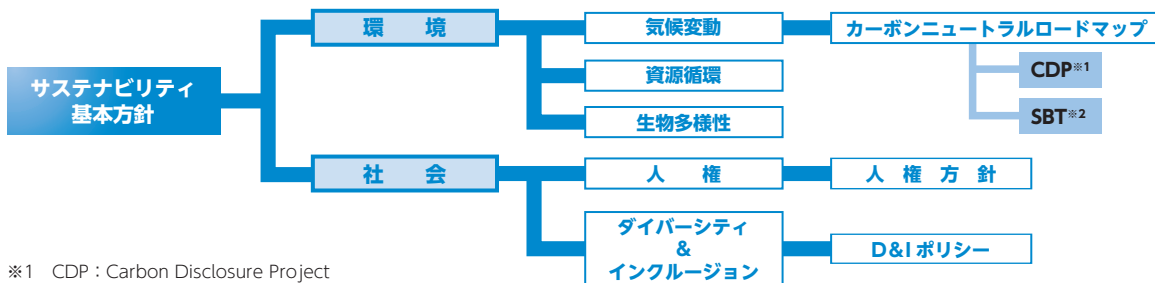 サステナビリティ
基本方針
環境
気候変動
カーボンニュートラルロードマップ
CDP※1
SBT※2
資源循環
生物多様性
社会
人権
人権方針
ダイバーシティ
&
インクルージョン
D&Iポリシー
※1 CDP：Carbon Disclosure Project